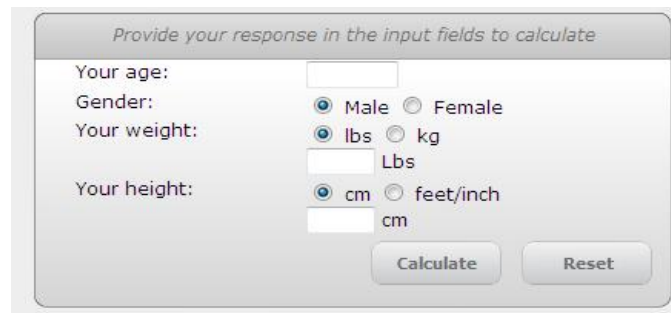 Provide your response in the input fields to calculate
Your age:
Gender: Male Female
Your weight: lbs kg
Lbs
Your height: cm feet/inch
cm
Calculate Reset